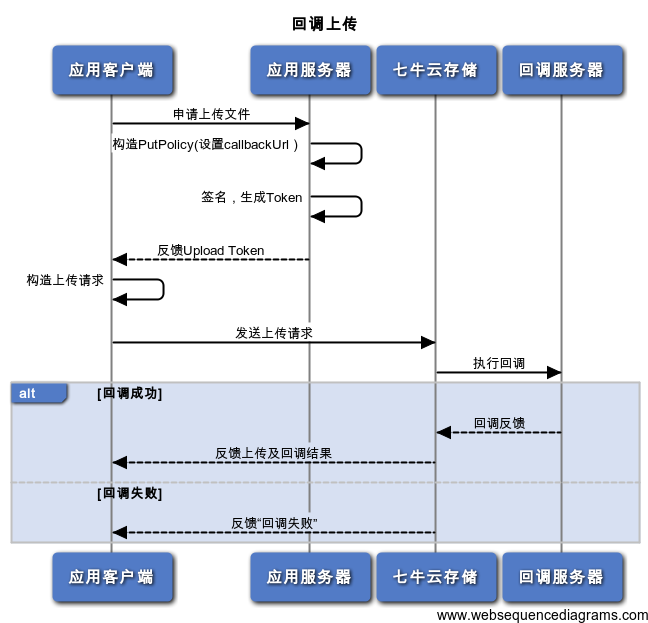 回调上传
应用客户端
应用服务器
七牛云存储
回调服务器
申请上传文件
构造PutPolicy(设置callbackUrl )
签名，生成Token
反馈Upload Token
构造上传请求
发送上传请求
执行回调
alt
[回调成功]
回调反馈
反馈上传及回调结果
[回调失败]
反馈“回调失败”
应用客户端
应用服务器
七牛云存储
回调服务器
www.websequencediagrams.com